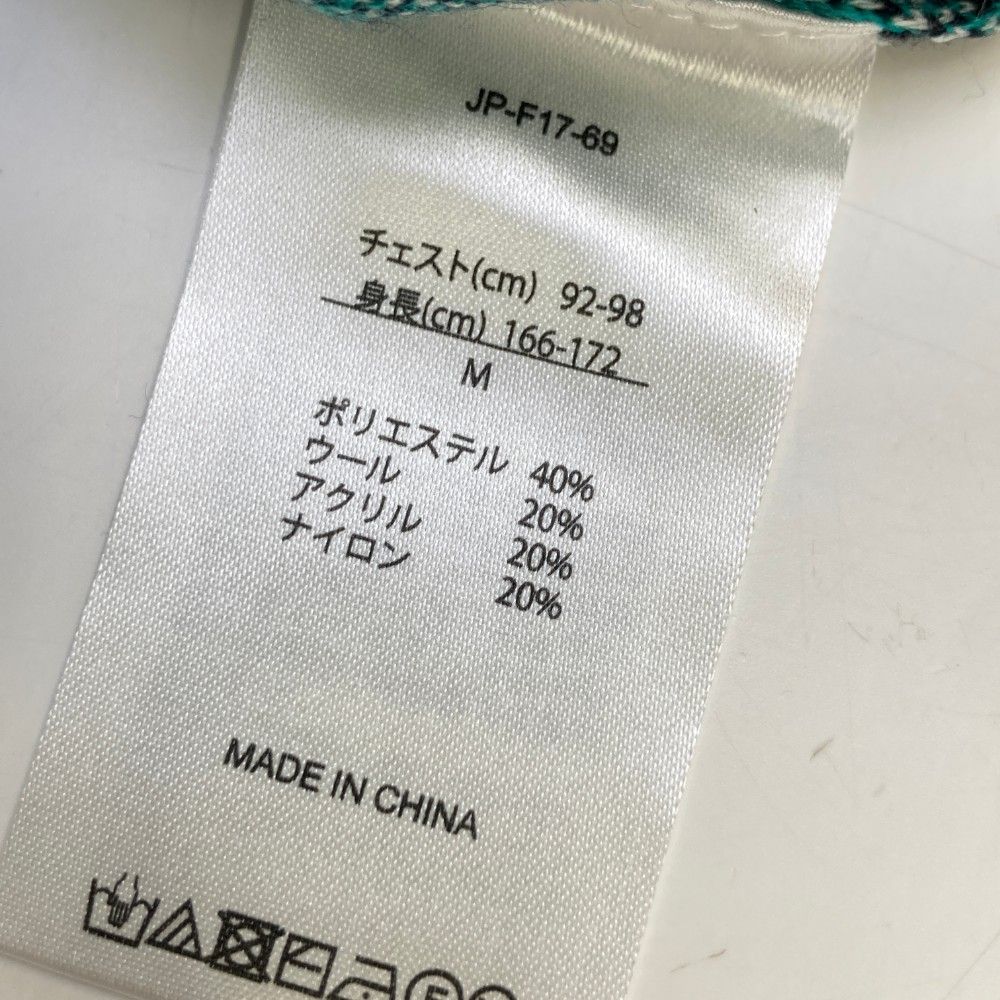 JP-F17-69
チェスト(cm) 92-98
身長(cm) 166-172
M
ポリエステル 40%
ウール 20%
アクリル 20%
ナイロン 20%
MADE IN CHINA